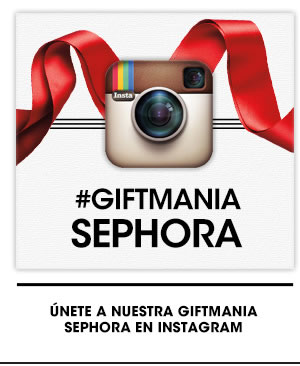 Insta
#GIFTMANIA
SEPHORA
ÚNETE A NUESTRA GIFTMANIA
SEPHORA EN INSTAGRAM